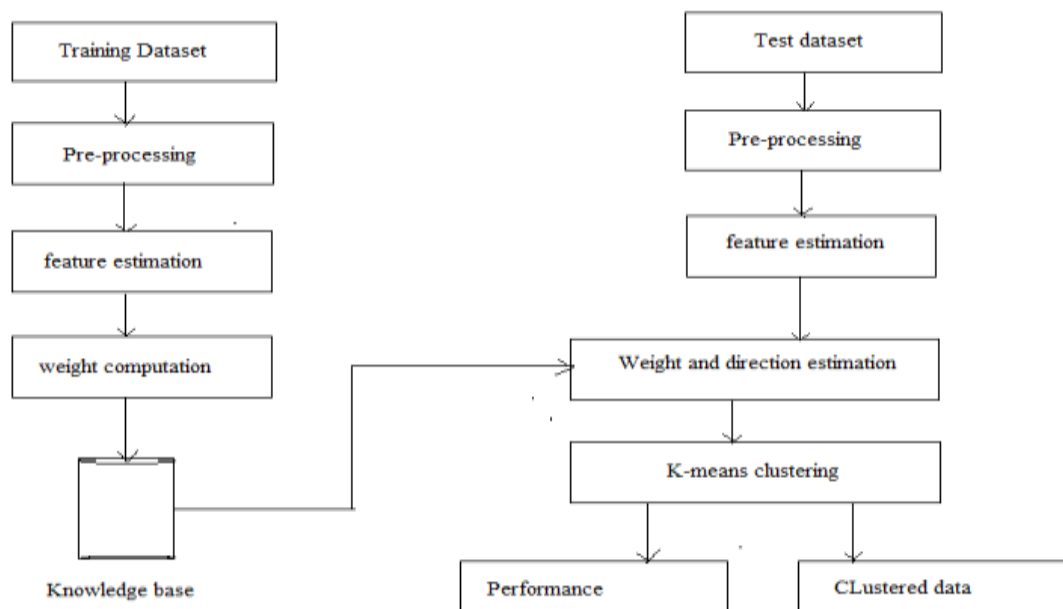 Training Dataset
Pre-processing
feature estimation
weight computation
Knowledge base
Test dataset
Pre-processing
feature estimation
Weight and direction estimation
K-means clustering
Performance
CLustered data